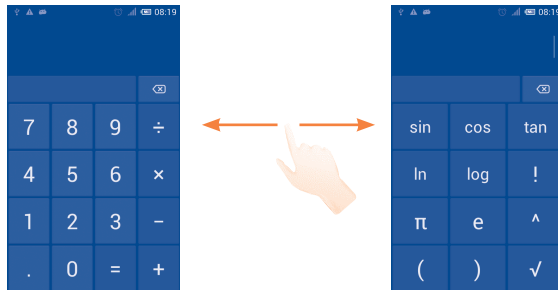 08:19
7 8 9 ÷
4 5 6 ×
1 2 3 −
. 0 = +
08:19
sin cos tan
ln log !
π e ^
( ) √